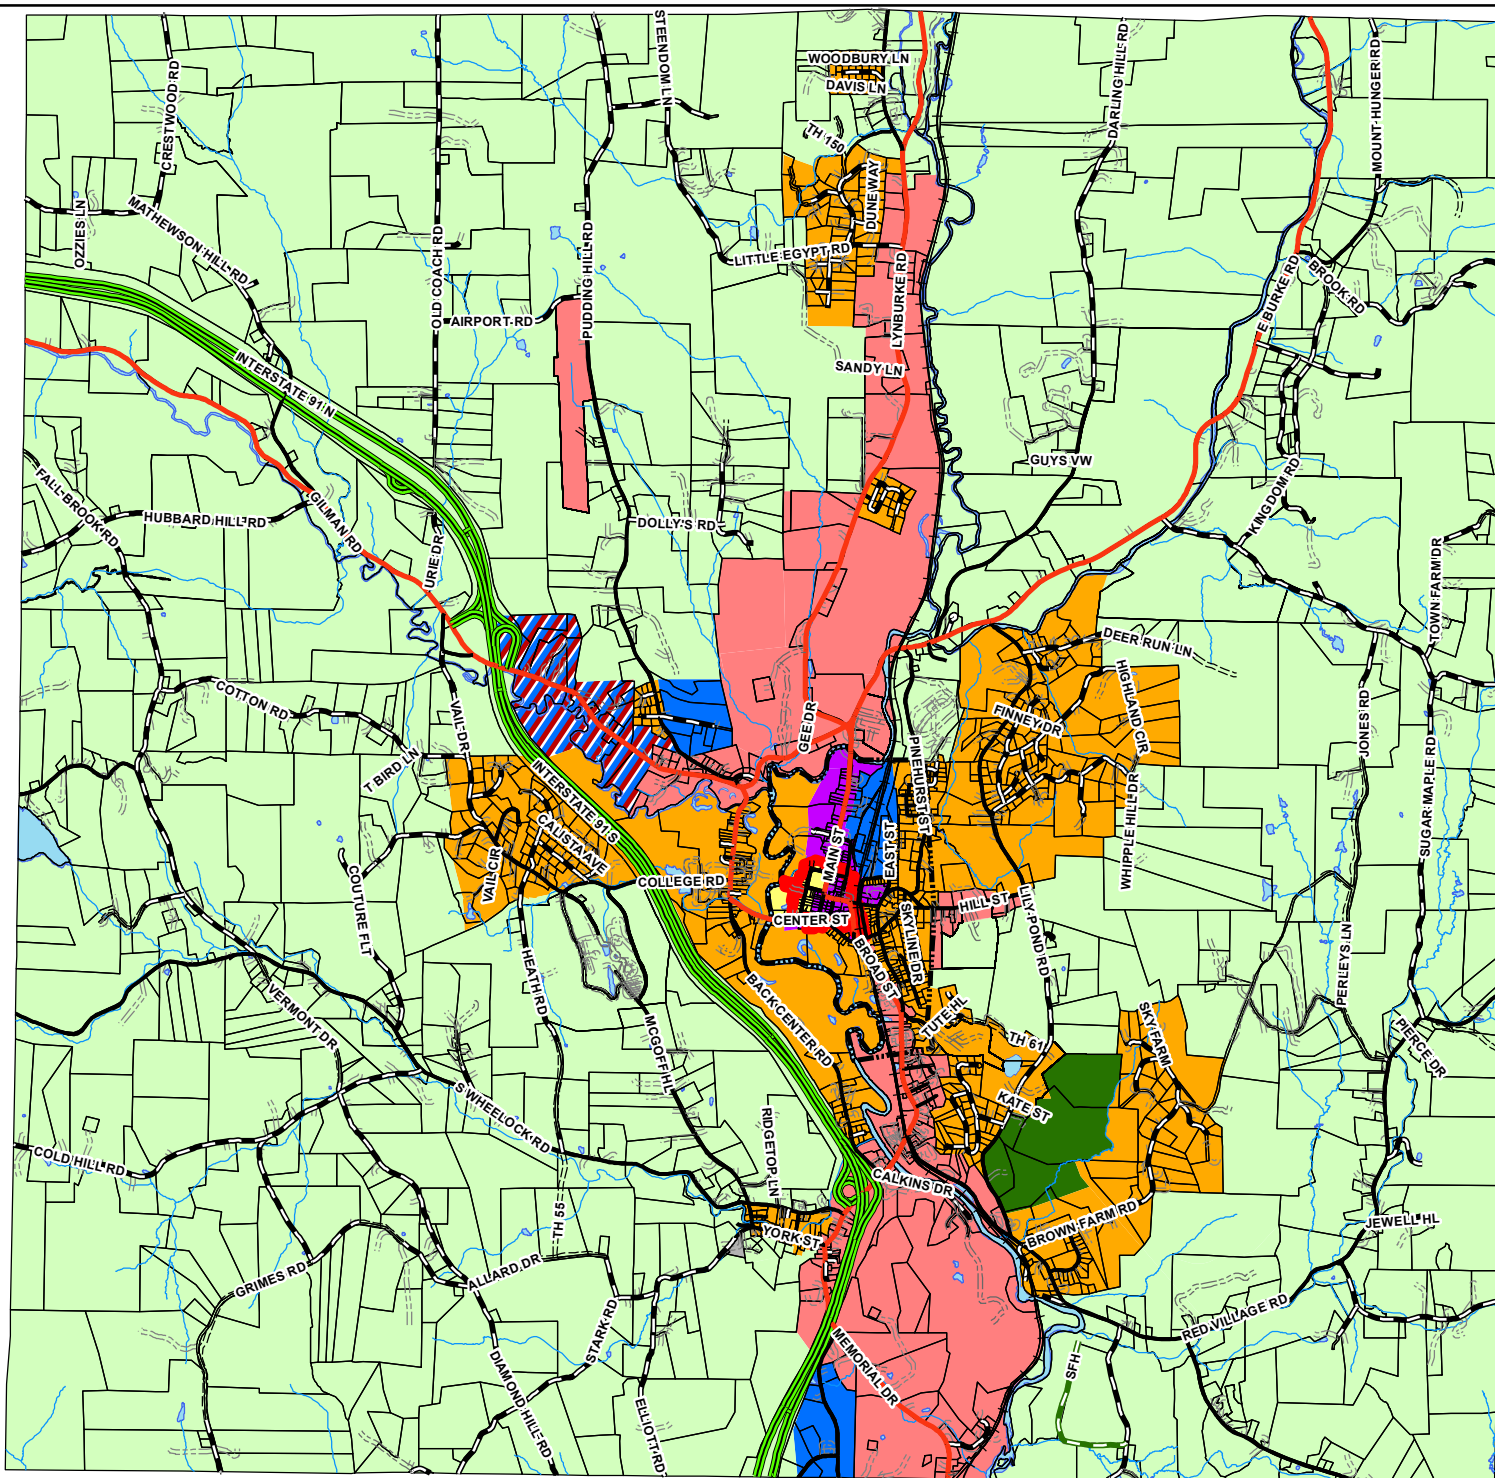 STEENDOM LN
WOODBURY LN
DAVIS LN
DARLING HILL RD
MOUNT HUNGER RD
CRESTWOOD RD
TH 150
DUNE WAY
OZZIES LN
MATHEWSON HILL RD
OLD COACH RD
PUDDING HILL RD
LITTLE EGYPT RD
LYNBURKE RD
E BURKE RD
BROOK RD
AIRPORT RD
INTERSTATE 91 N
SANDY LN
GUYS VW
KINGDOM RD
FALL BROOK RD
HUBBARD HILL RD
GILMAN RD
URIE DR
DOLLYS RD
TOWN FARM DR
DEER RUN LN
HIGHLAND CIR
COTTON RD
VAIL DR
GEE DR
FINNEY DR
JONES RD
T BIRD LN
INTERSTATE 91 S
PINEHURST ST
WHIPPLE HILL DR
SUGAR MAPLE RD
CALISTA AVE
MAIN ST
EAST ST
VAIL CIR
COLLEGE RD
COUTURE FLT
CENTER ST
HILL ST
LILY POND RD
SKYLINE DR
BROAD ST
PERLEYS LN
HEATH RD
VERMONT DR
BACK CENTER RD
MCGOFF HL
TUTE HL
TH 61
SKY FARM
PIERCE DR
S WHEELOCK RD
RIDGETOP LN
KATE ST
COLD HILL RD
CALKINS DR
TH 55
YORK ST
BROWN FARM RD
JEWELL HL
GRIMES RD
ALLARD DR
STARK RD
RED VILLAGE RD
MEMORIAL DR
SFH
DIAMOND HILL RD
ELLIOTT RD